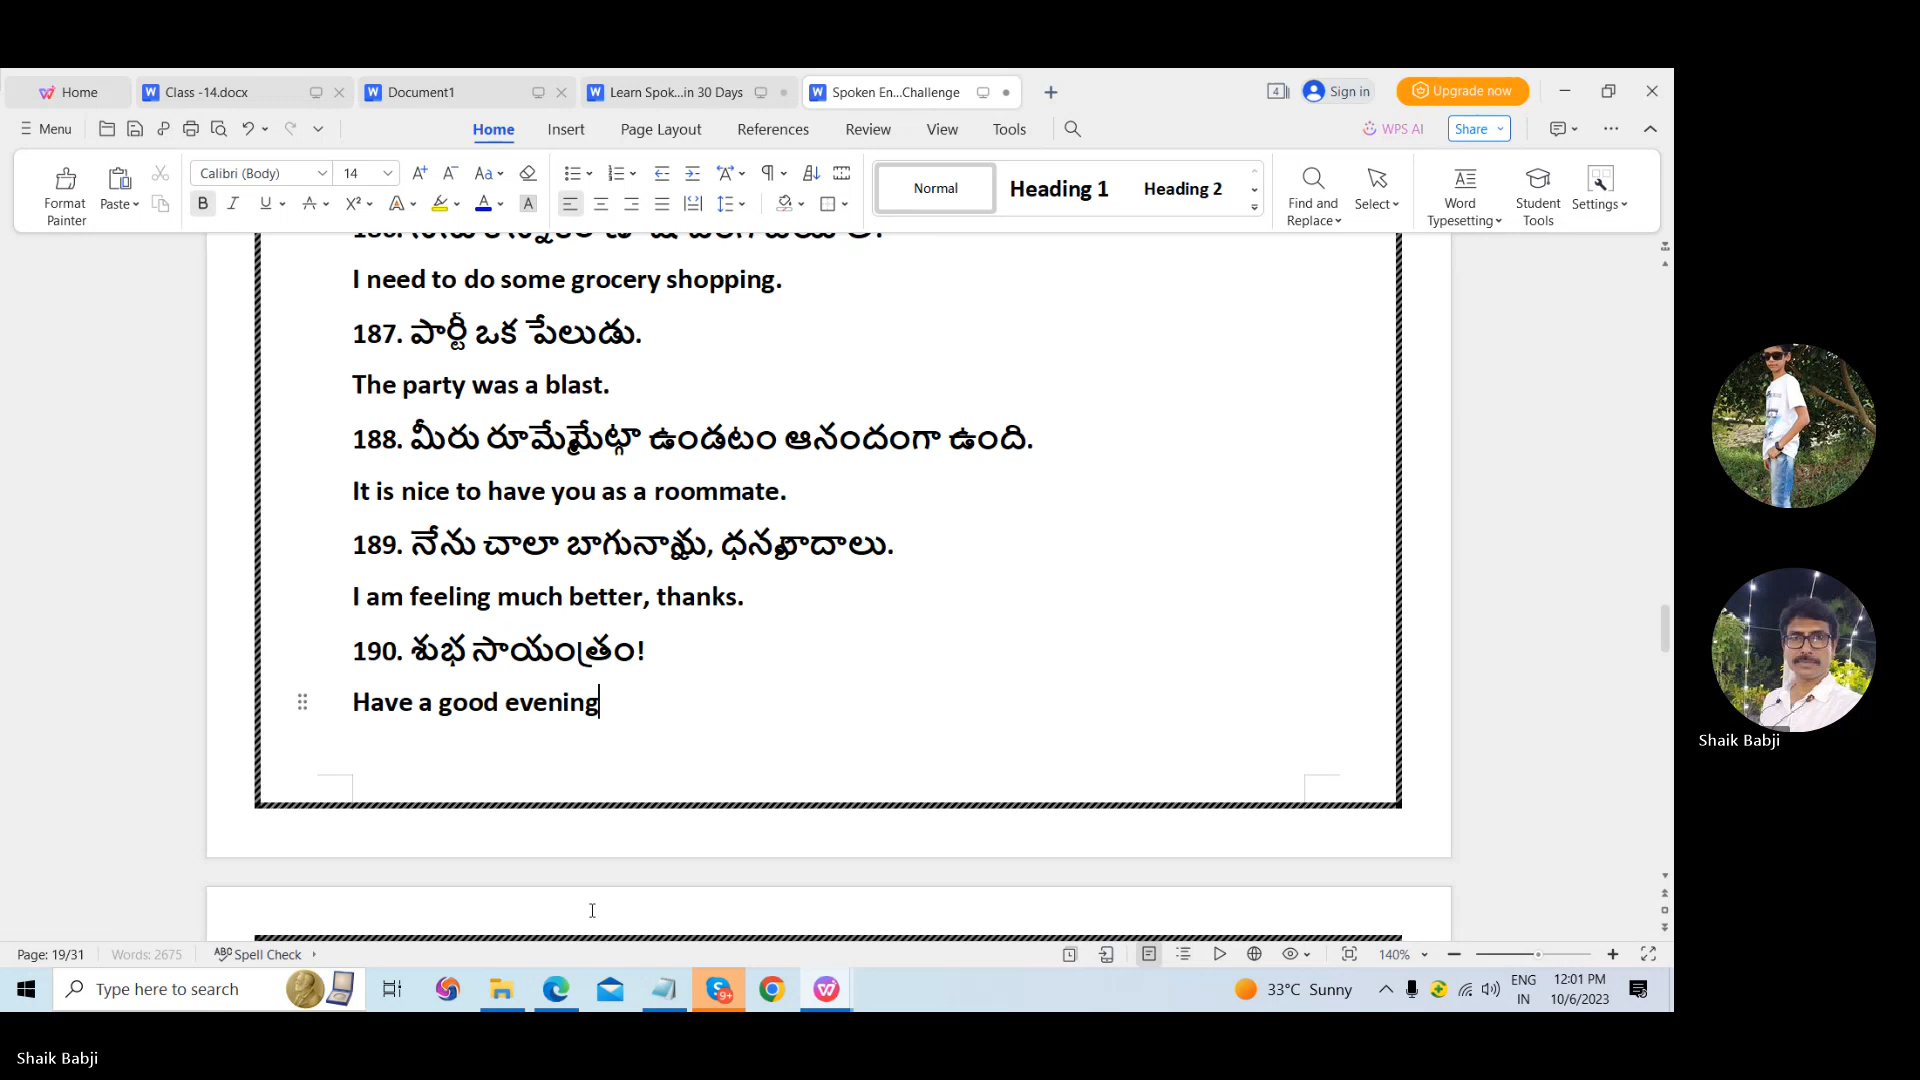 Home
Class -14.docx
Document1
Learn Spok...in 30 Days
Spoken En...Challenge
4
Sign in
Upgrade now
Menu
Home
Insert
Page Layout
References
Review
View
Tools
WPS AI
Share
Format Painter
Paste
Calibri (Body)
14
Normal
Heading 1
Heading 2
Find and Replace
Select
Word Typesetting
Student Tools
Settings
I need to do some grocery shopping.
187. పార్టీ ఒక పేలుడు.
The party was a blast.
188. మీరు రూమ్మేట్గా ఉండటం ఆనందంగా ఉంది.
It is nice to have you as a roommate.
189. నేను చాలా బాగున్నాను, ధన్యవాదాలు.
I am feeling much better, thanks.
190. శుభ సాయంత్రం!
Have a good evening
Page: 19/31
Words: 2675
Spell Check
140%
Type here to search
9+
33°C Sunny
ENG
IN
12:01 PM
10/6/2023
Shaik Babji
Shaik Babji